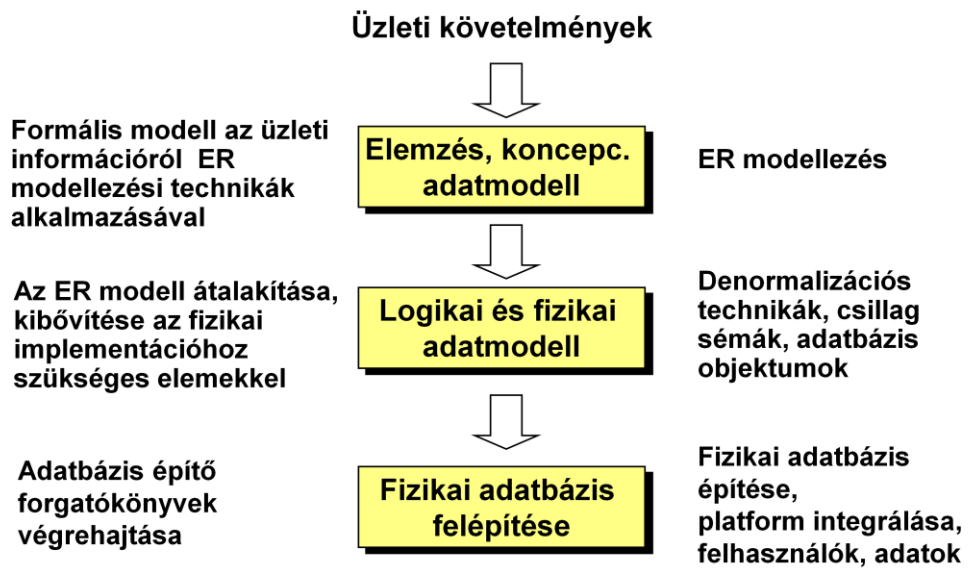 Üzleti követelmények
Formális modell az üzleti
információról ER
modellezési technikák
alkalmazásával
Elemzés, koncepc.
adatmodell
ER modellezés
Az ER modell átalakítása,
kibővítése az fizikai
implementációhoz
szükséges elemekkel
Logikai és fizikai
adatmodell
Denormalizációs
technikák, csillag
sémák, adatbázis
objektumok
Adatbázis építő
forgatókönyvek
végrehajtása
Fizikai adatbázis
felépítése
Fizikai adatbázis
építése,
platform integrálása,
felhasználók, adatok